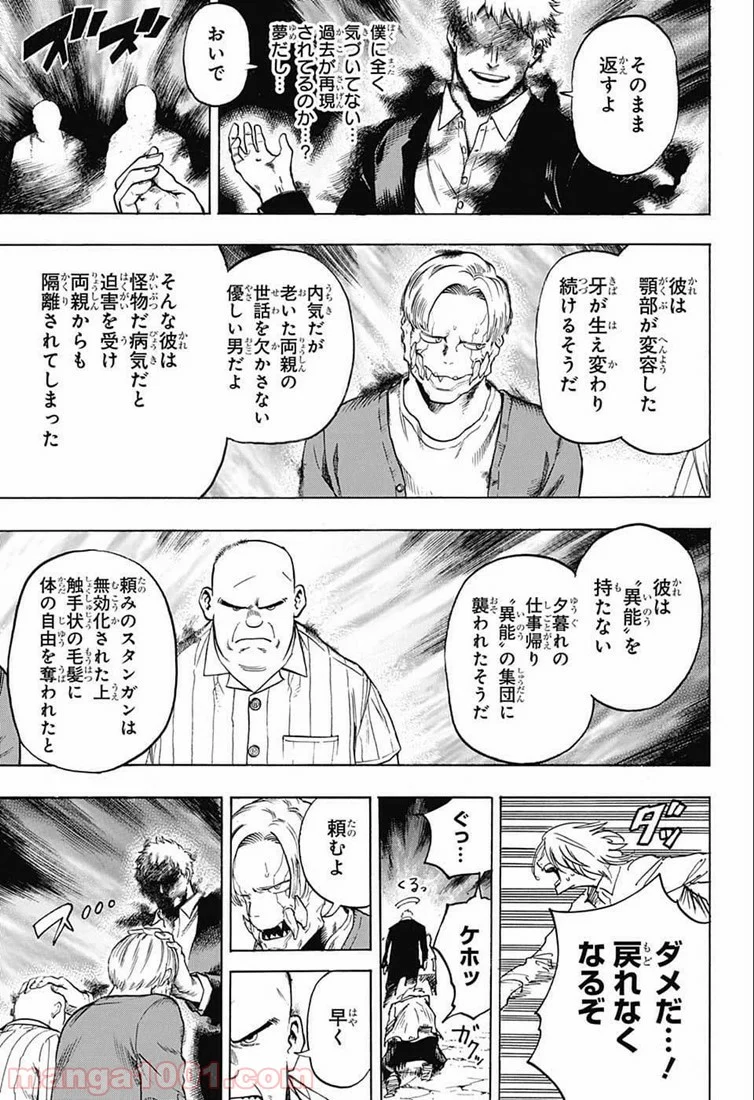 そのまま
返すよ
僕に全く
気づいてない…
過去が再現
されてるのか…?
夢だし…
おいで
ズズズ
彼は
顎部が変容した
牙が生え変わり
続けるそうだ
内気だが
老いた両親の
世話を欠かさない
優しい男だよ
そんな彼は
怪物だ病気だと
迫害を受け
両親からも
隔離されてしまった
彼は
〝異能〟を
持たない
夕暮れの
仕事帰り
〝異能〟の集団に
襲われたそうだ
頼みのスタンガンは
無効化された上
触手状の毛髪に
体の自由を奪われたと
ダッ
ダメだ…!
戻れなく
なるぞ
ぐっ…
くるっ
ケホッ
頼むよ
早く
manga1001.com